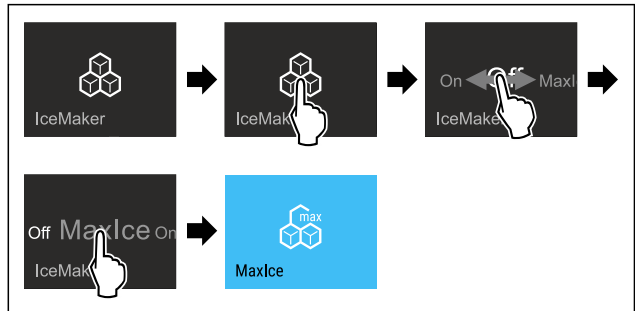 IceMaker
IceMak
On Off MaxI
IceMake
Off MaxIce On
IceMak
max
MaxIce